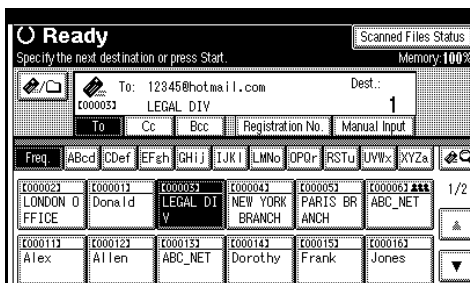 Ready
Scanned Files Status
Specify the next destination or press Start.
Memory:100%
To: 12345@hotmail.com
Dest.:
[00003] LEGAL DIV
1
To Cc Bcc Registration No. Manual Input
Freq. ABcd CDef EFgh GHij IJKl LMNo OPQr RSTu UVWx XYZa
[00002] [00001] [00003] [00004] [00005] [00006]
LONDON O Donald LEGAL DI NEW YORK PARIS BR ABC_NET
FFICE V BRANCH ANCH
1/2
[00011] [00012] [00013] [00014] [00015] [00016]
Alex Allen ABC_NET Dorothy Frank Jones